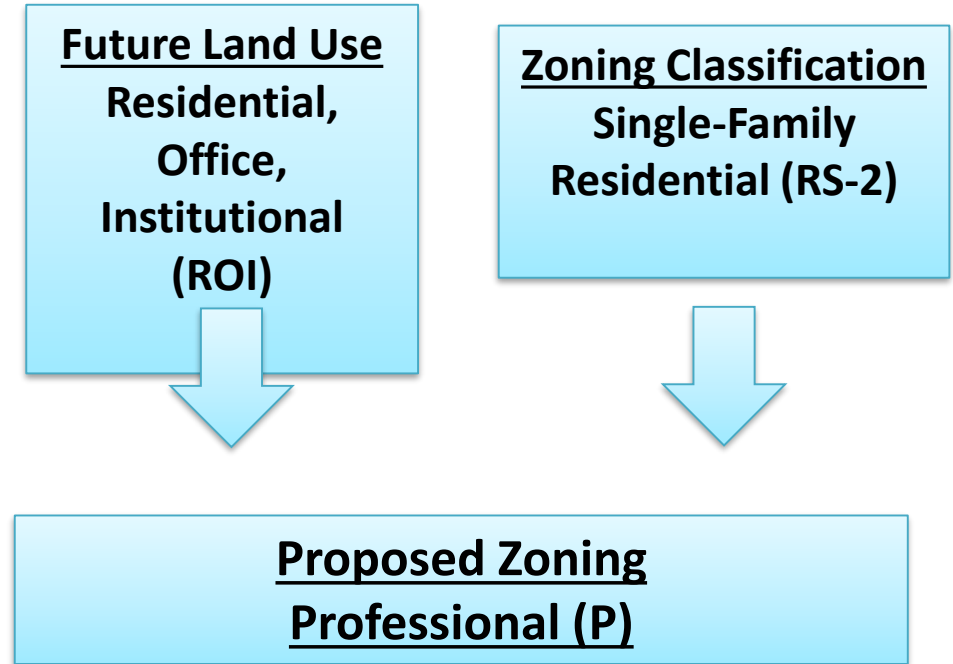 Future Land Use
Residential,
Office,
Institutional
(ROI)
Zoning Classification
Single-Family
Residential (RS-2)
Proposed Zoning
Professional (P)